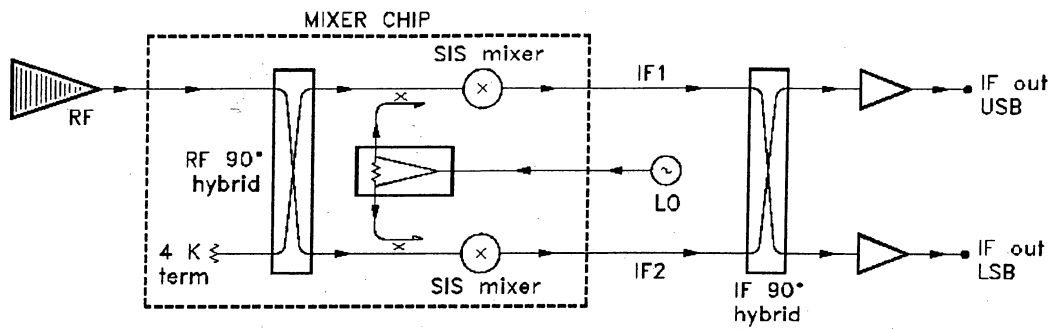 MIXER CHIP
SIS mixer
IF1
IF out
USB
RF
RF 90°
hybrid
LO
4 K
term
SIS mixer
IF2
IF 90°
hybrid
IF out
LSB